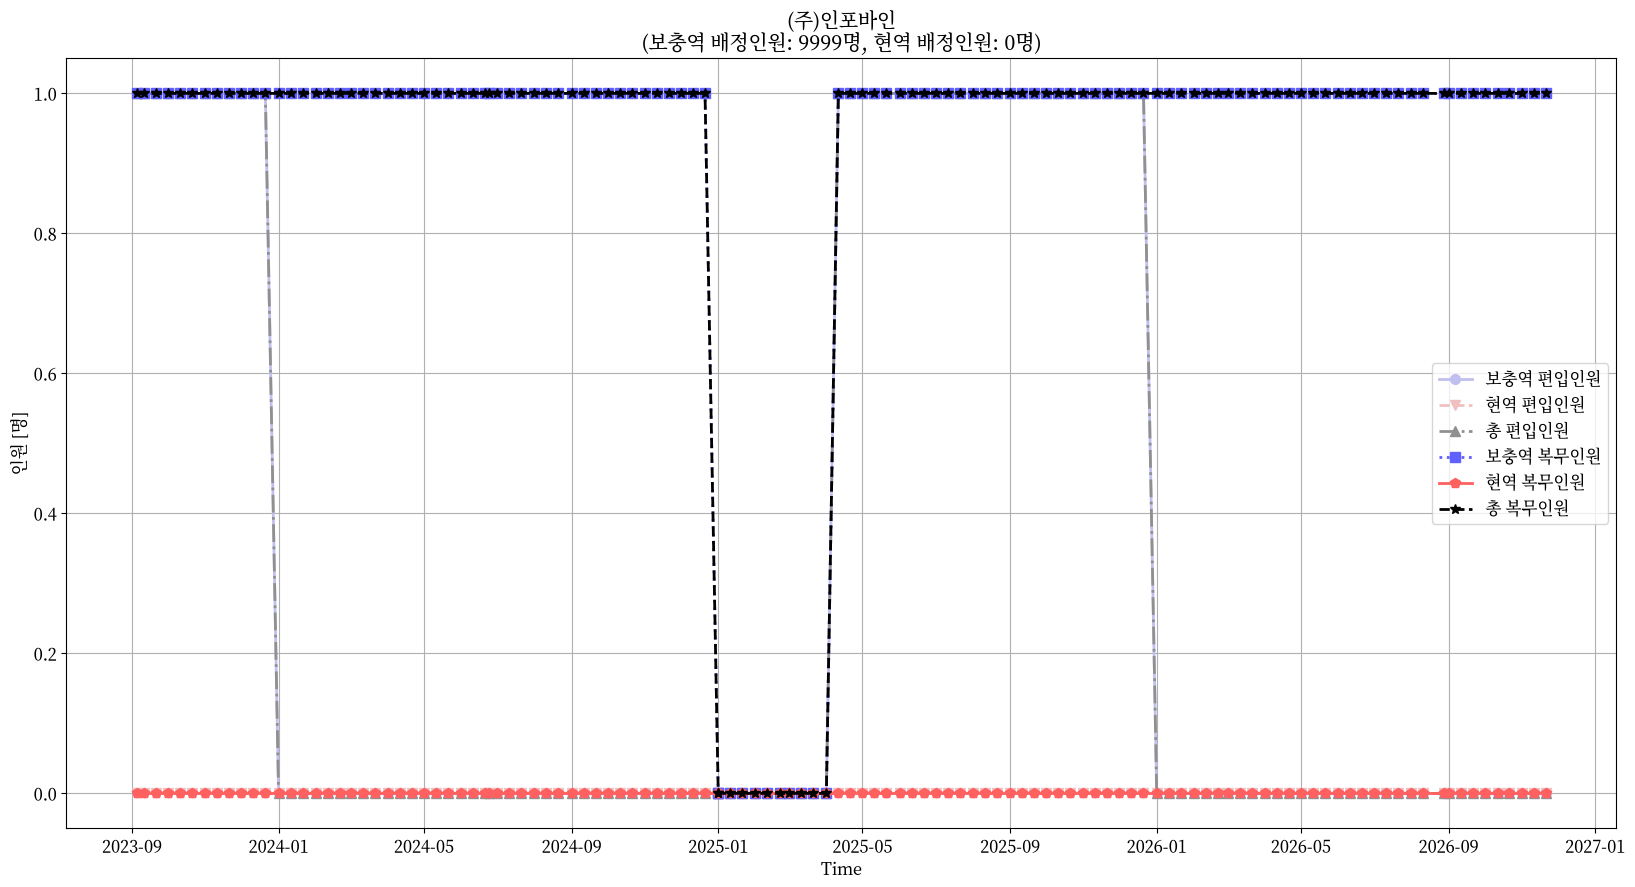 (주)인포바인
(보충역 배정인원: 9999명, 현역 배정인원: 0명)
인원 [명]
1.0
0.8
0.6
0.4
0.2
0.0
보충역 편입인원
현역 편입인원
총 편입인원
보충역 복무인원
현역 복무인원
총 복무인원
2023-09 2024-01 2024-05 2024-09 2025-01 2025-05 2025-09 2026-01 2026-05 2026-09 2027-01
Time